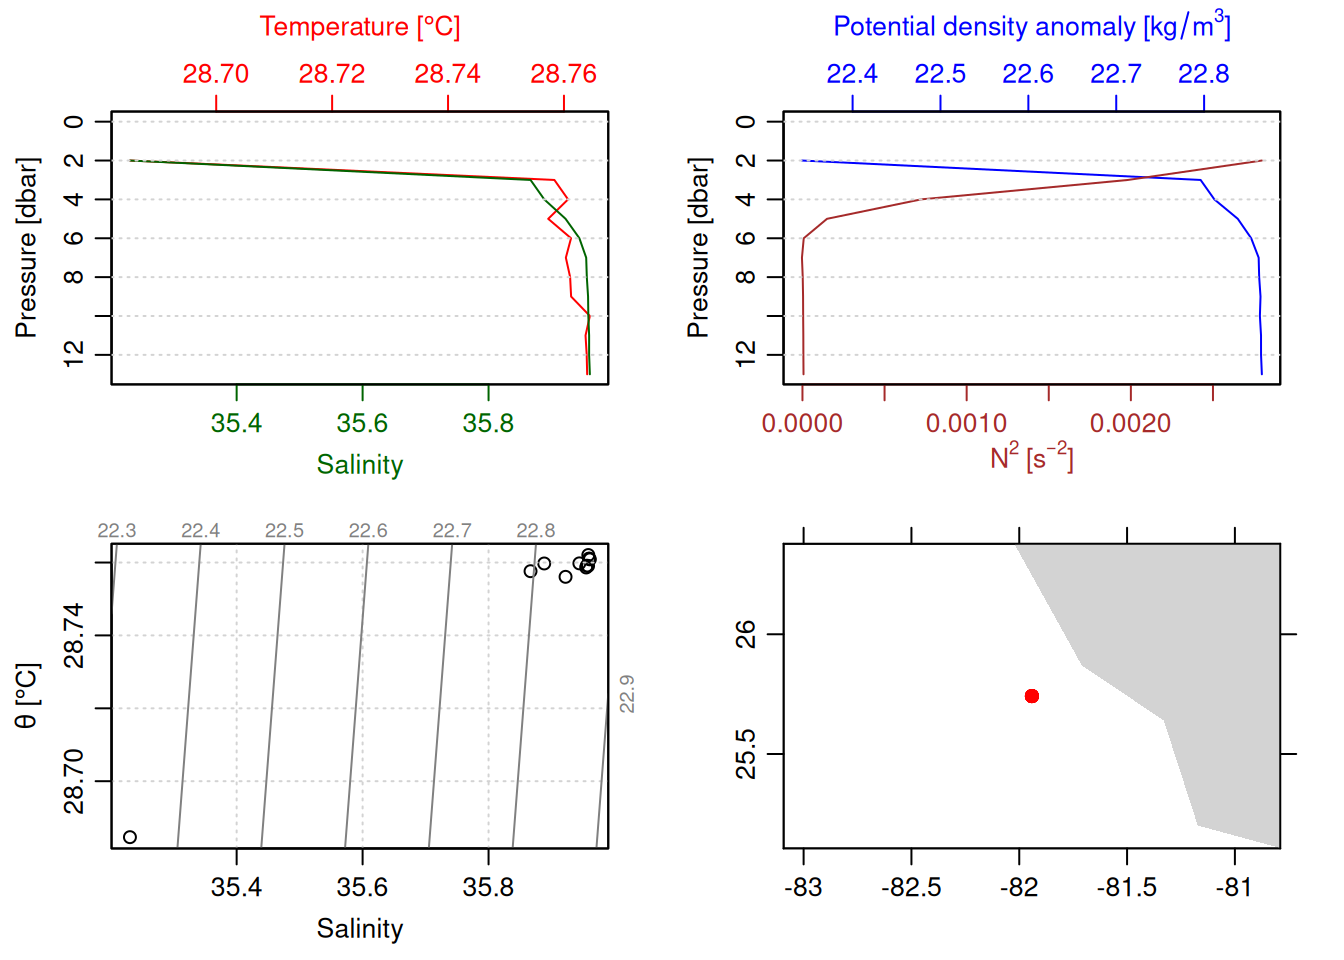 Temperature [°C]
28.70 28.72 28.74 28.76
Pressure [dbar]
0
2
4
6
8
12
35.4 35.6 35.8
Salinity
Potential density anomaly [kg/m³]
22.4 22.5 22.6 22.7 22.8
Pressure [dbar]
0
2
4
6
8
12
0.0000 0.0010 0.0020
N² [s⁻²]
22.3 22.4 22.5 22.6 22.7 22.8
22.9
θ [°C]
28.74
28.70
35.4 35.6 35.8
Salinity
26
25.5
-83 -82.5 -82 -81.5 -81